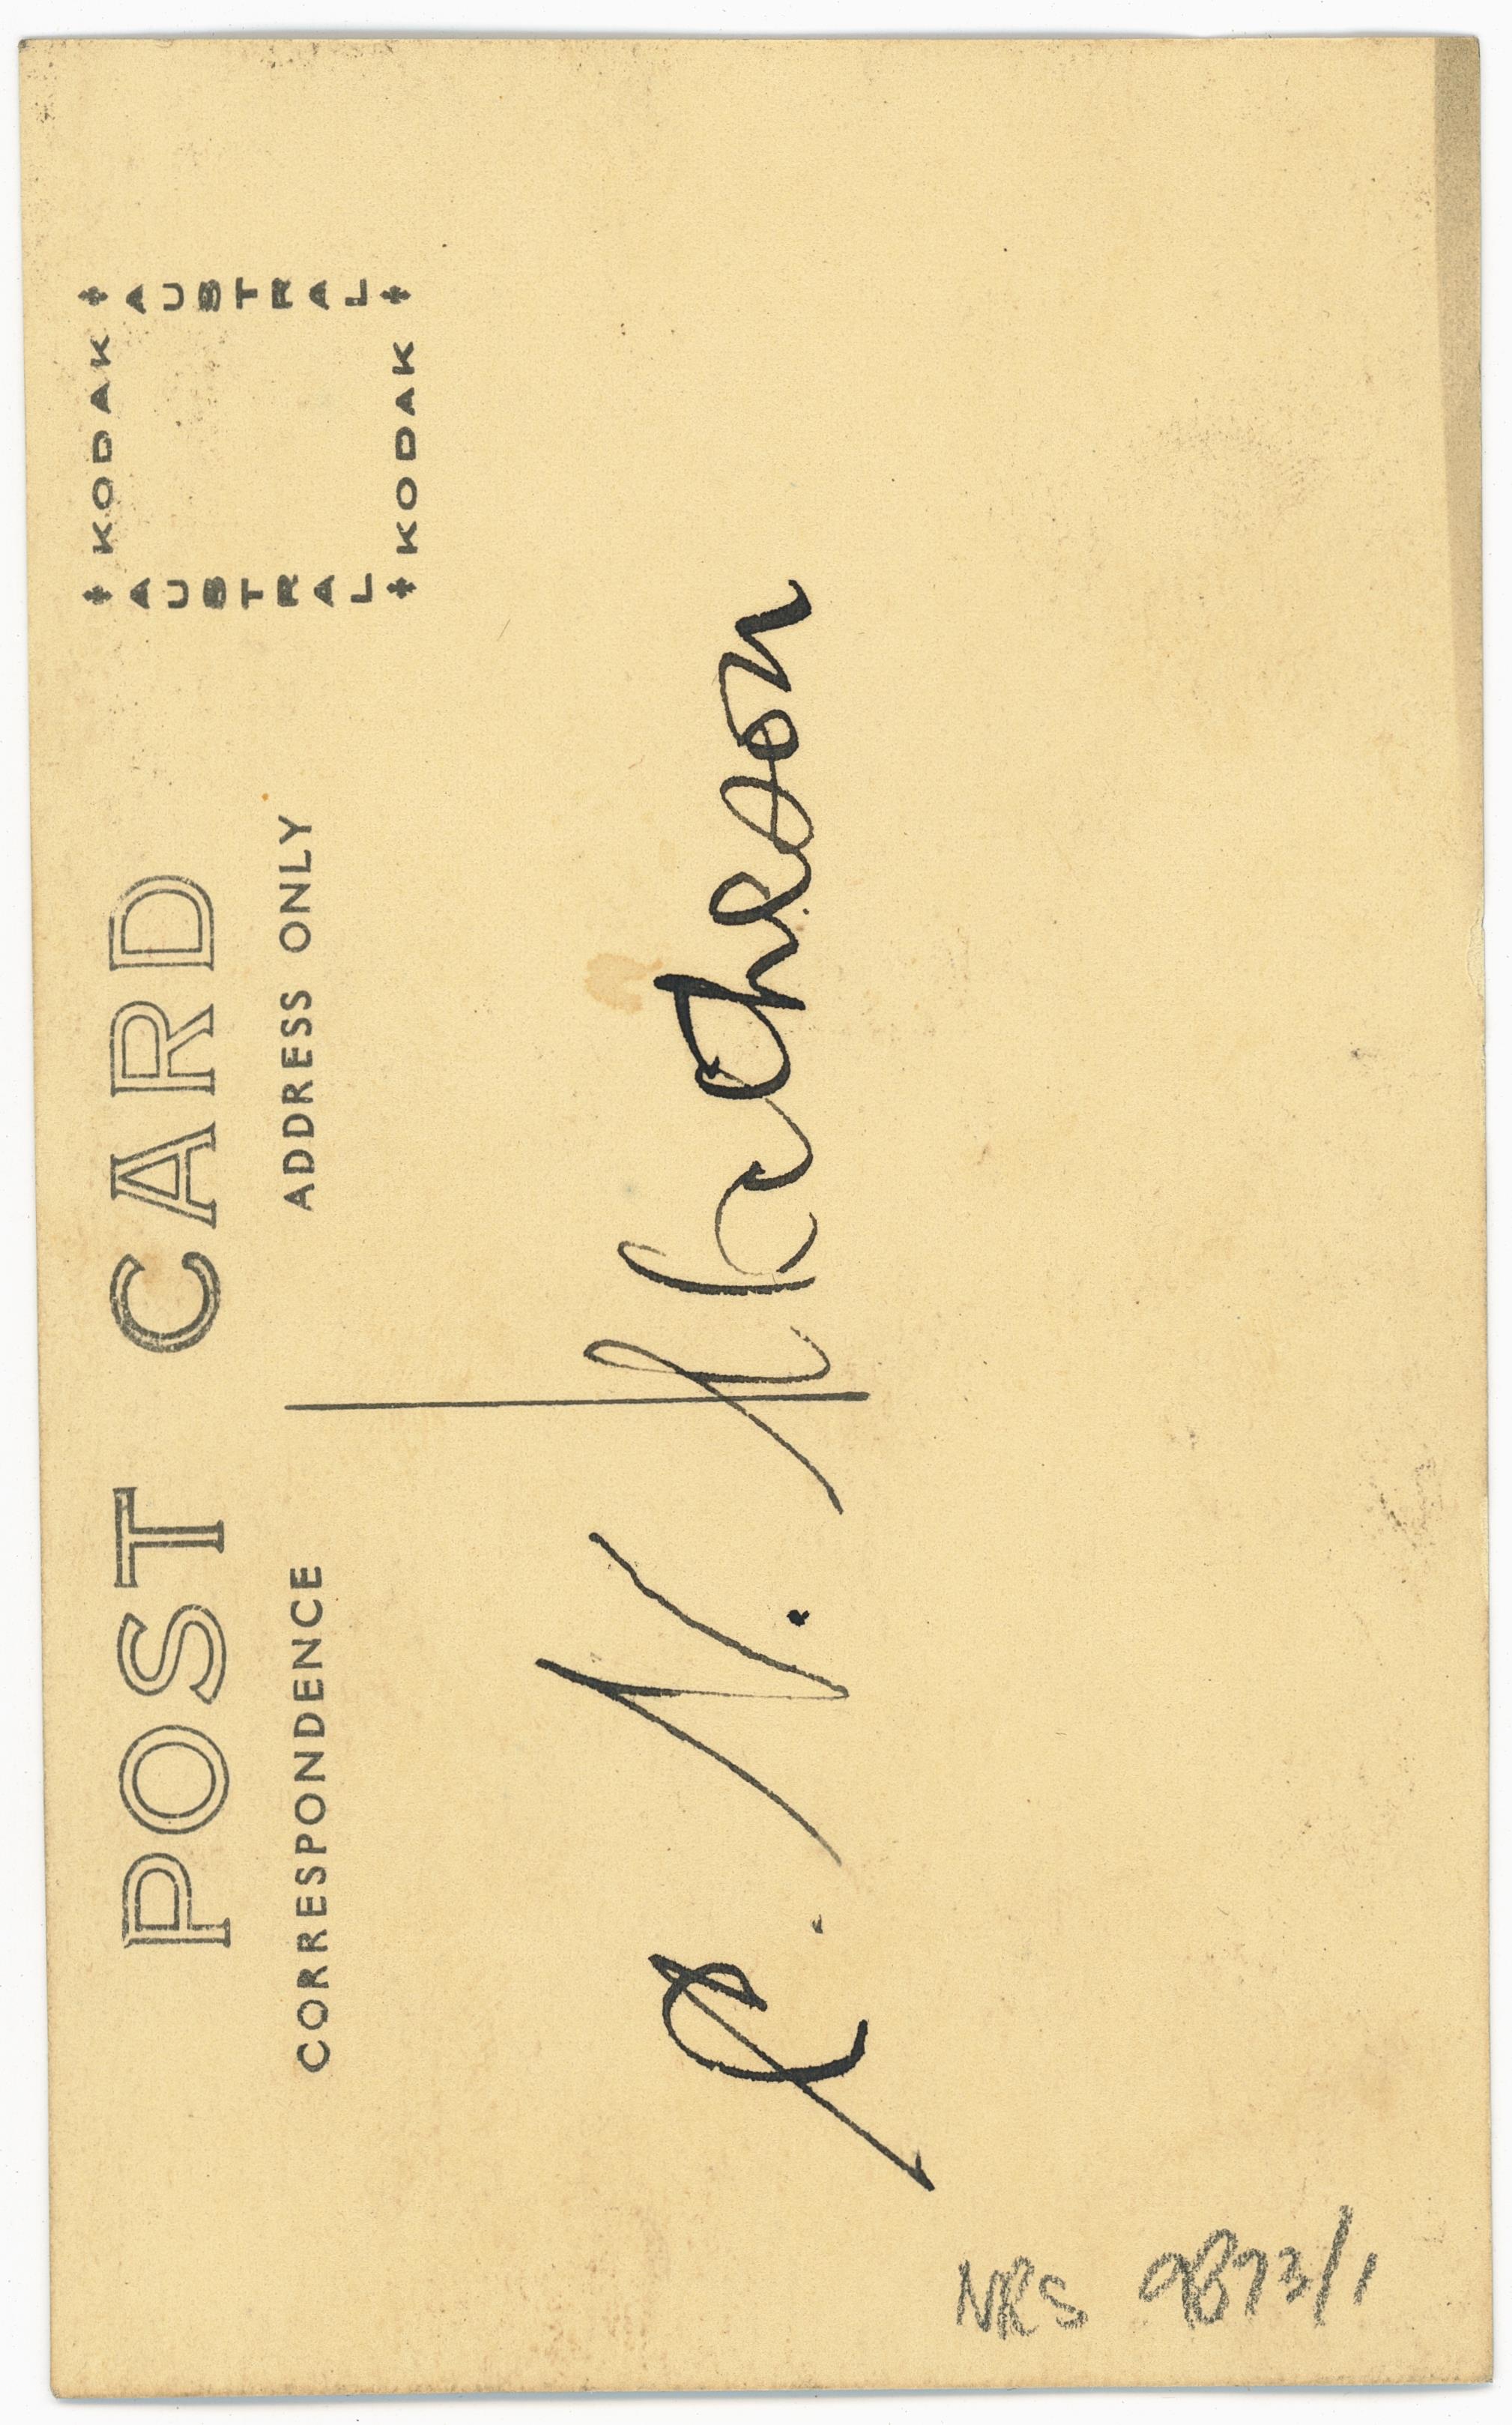 POST CARD
KODAK
AUSTRAL AUSTRAL
KODAK
CORRESPONDENCE ADDRESS ONLY
R. N.
NRS 9873/1